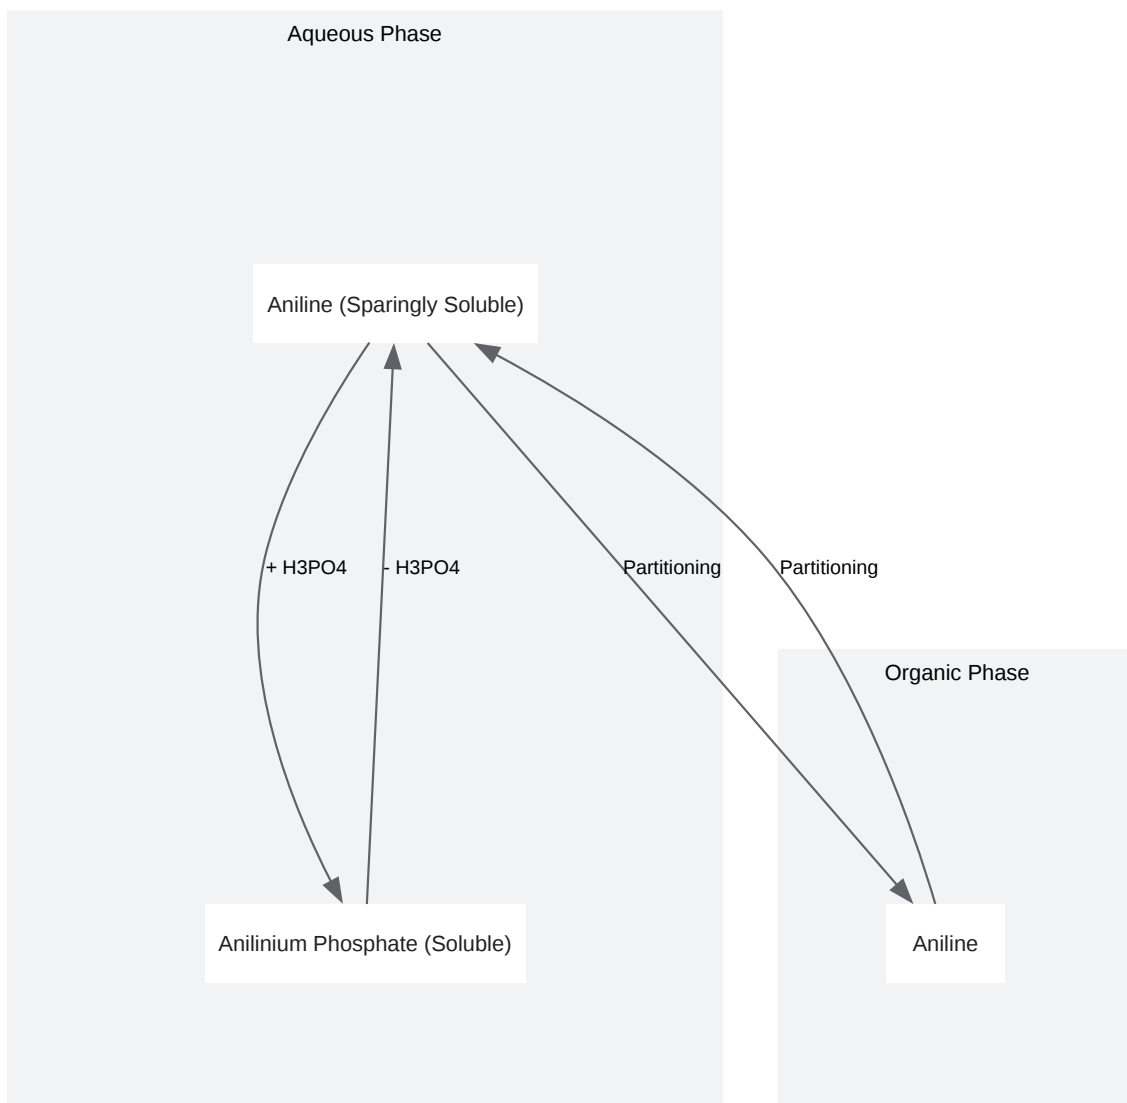 Aqueous Phase
Aniline (Sparingly Soluble)
+ H3PO4
- H3PO4
Partitioning
Partitioning
Organic Phase
Anilinium Phosphate (Soluble)
Aniline